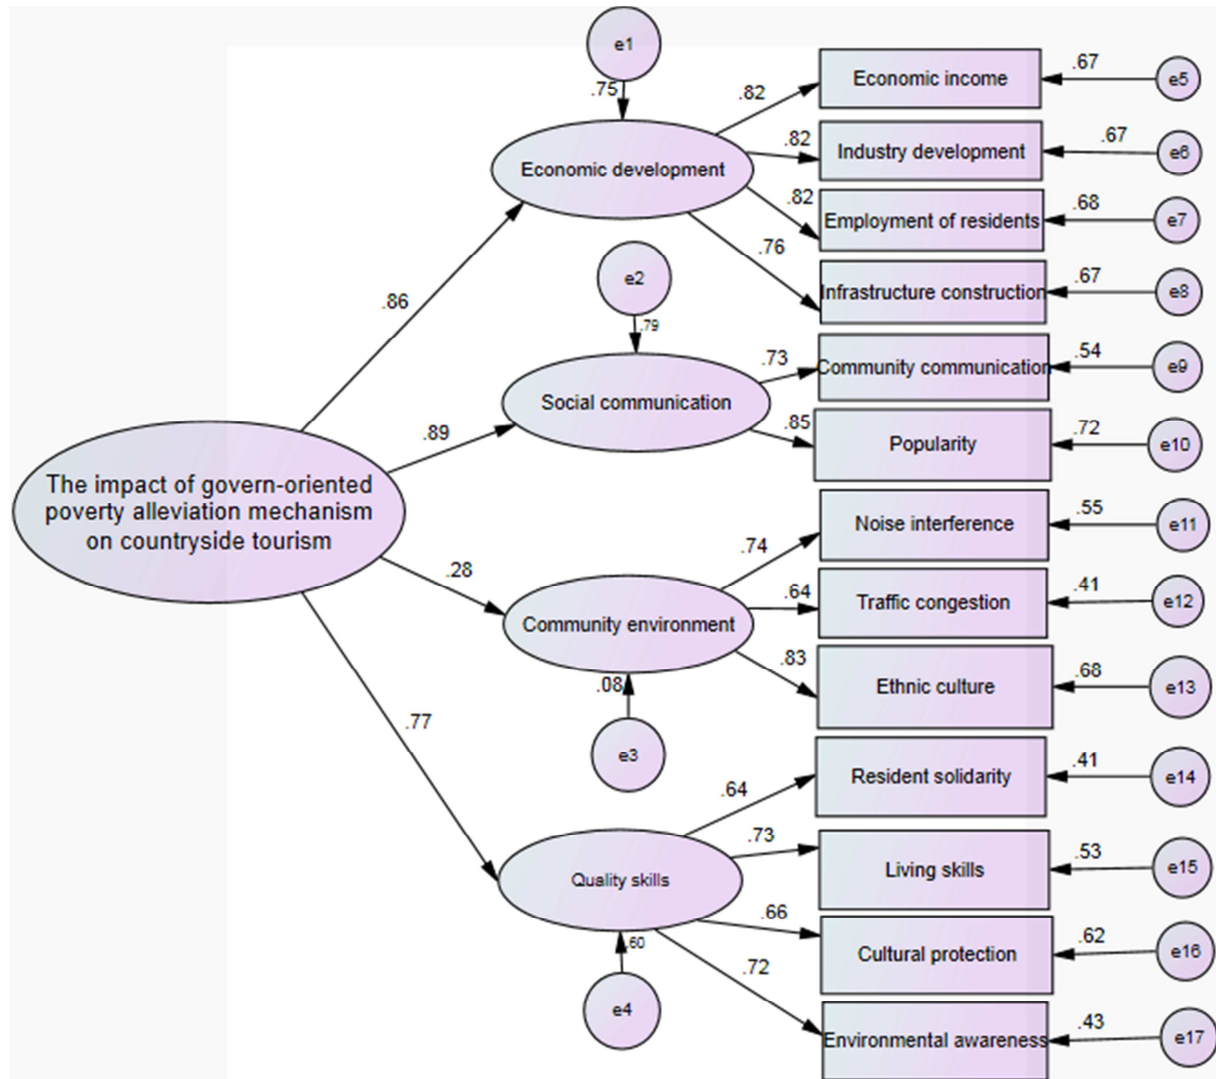 e1
.75
Economic development
.82
Economic income
.67
e5
.82
Industry development
.67
e6
.82
Employment of residents
.68
e7
.76
Infrastructure construction
.67
e8
.86
e2
.79
Social communication
.89
.73
Community communication
.54
e9
.85
Popularity
.72
e10
The impact of govern-oriented
poverty alleviation mechanism
on countryside tourism
.28
Community environment
.08
e3
.74
Noise interference
.55
e11
.64
Traffic congestion
.41
e12
.83
Ethnic culture
.68
e13
.77
Quality skills
.60
e4
.64
Resident solidarity
.41
e14
.73
Living skills
.53
e15
.66
Cultural protection
.62
e16
.72
Environmental awareness
.43
e17